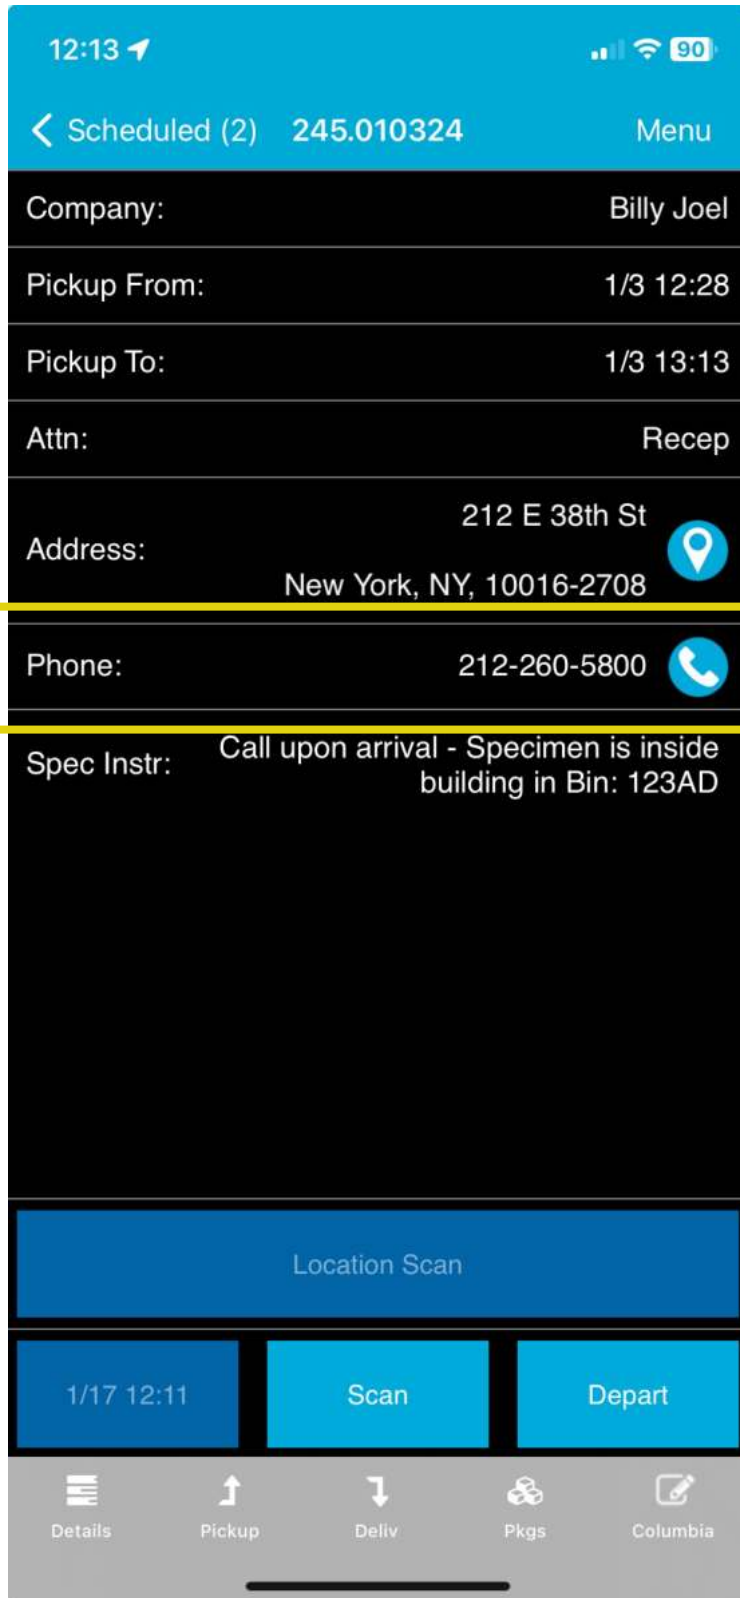 12:13 90
Scheduled (2) 245.010324 Menu
Company: Billy Joel
Pickup From: 1/3 12:28
Pickup To: 1/3 13:13
Attn: Recep
Address: 212 E 38th St
New York, NY, 10016-2708
Phone: 212-260-5800
Spec Instr: Call upon arrival - Specimen is inside
building in Bin: 123AD
Location Scan
1/17 12:11 Scan Depart
Details Pickup Deliv Pkgs Columbia